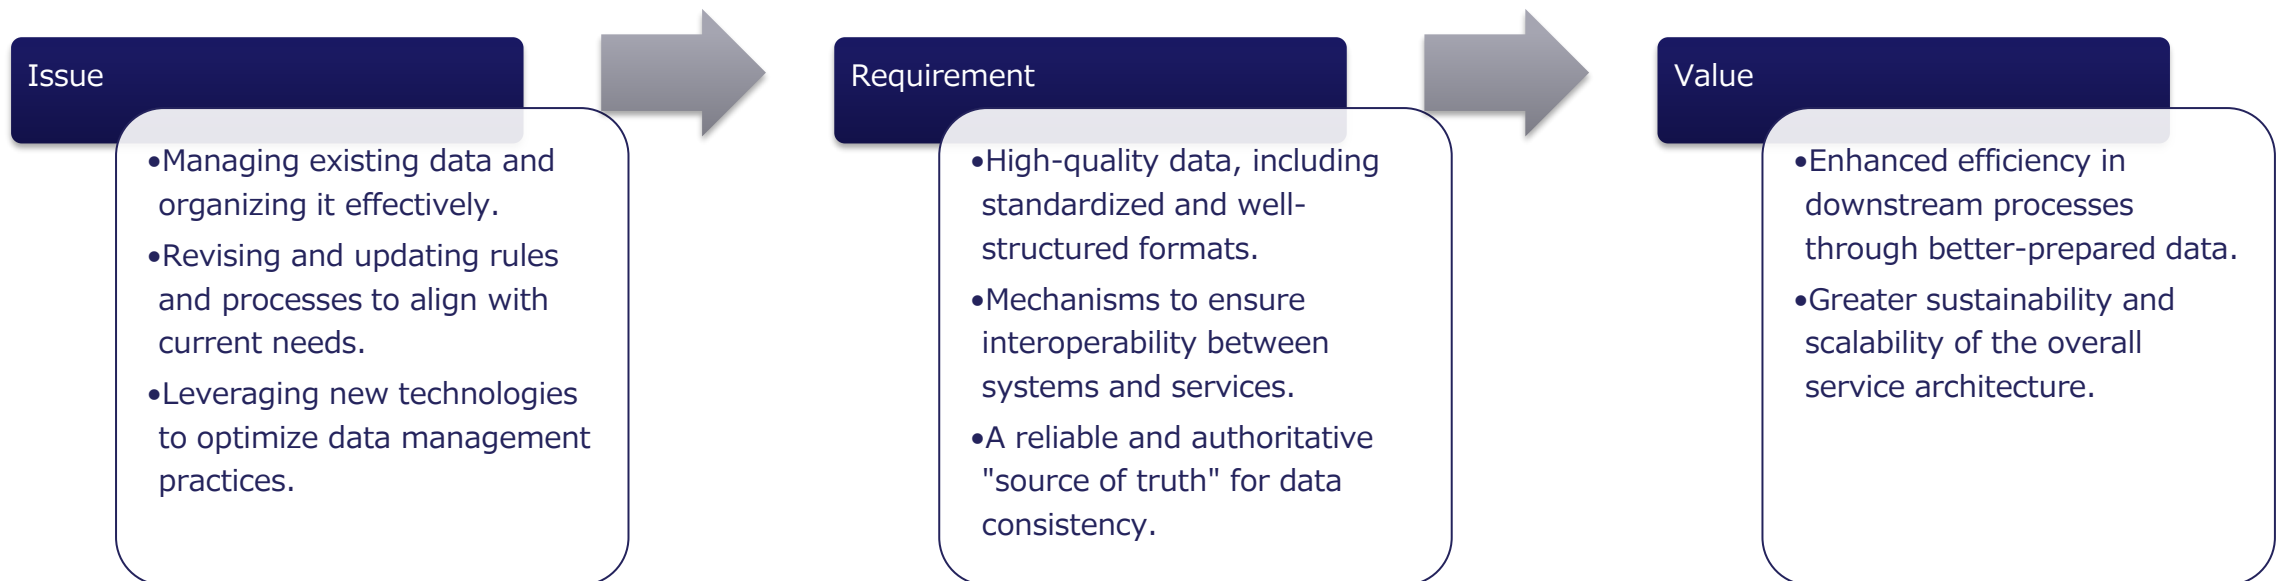 Issue
•Managing existing data and
organizing it effectively.
•Revising and updating rules
and processes to align with
current needs.
•Leveraging new technologies
to optimize data management
practices.
Requirement
•High-quality data, including
standardized and well-
structured formats.
•Mechanisms to ensure
interoperability between
systems and services.
•A reliable and authoritative
"source of truth" for data
consistency.
Value
•Enhanced efficiency in
downstream processes
through better-prepared data.
•Greater sustainability and
scalability of the overall
service architecture.